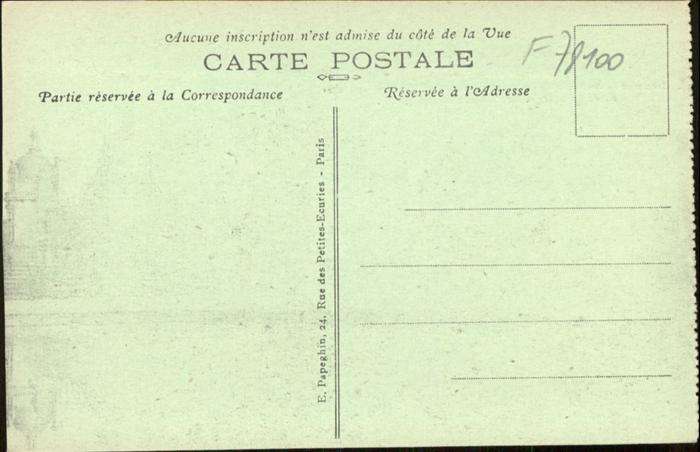 Aucune inscription n'est admise du côté de la Vue
CARTE POSTALE
F 78100
Partie réservée à la Correspondance
Réservée à l'Adresse
E. Papeghin, 24, Rue des Petites-Ecuries - Paris